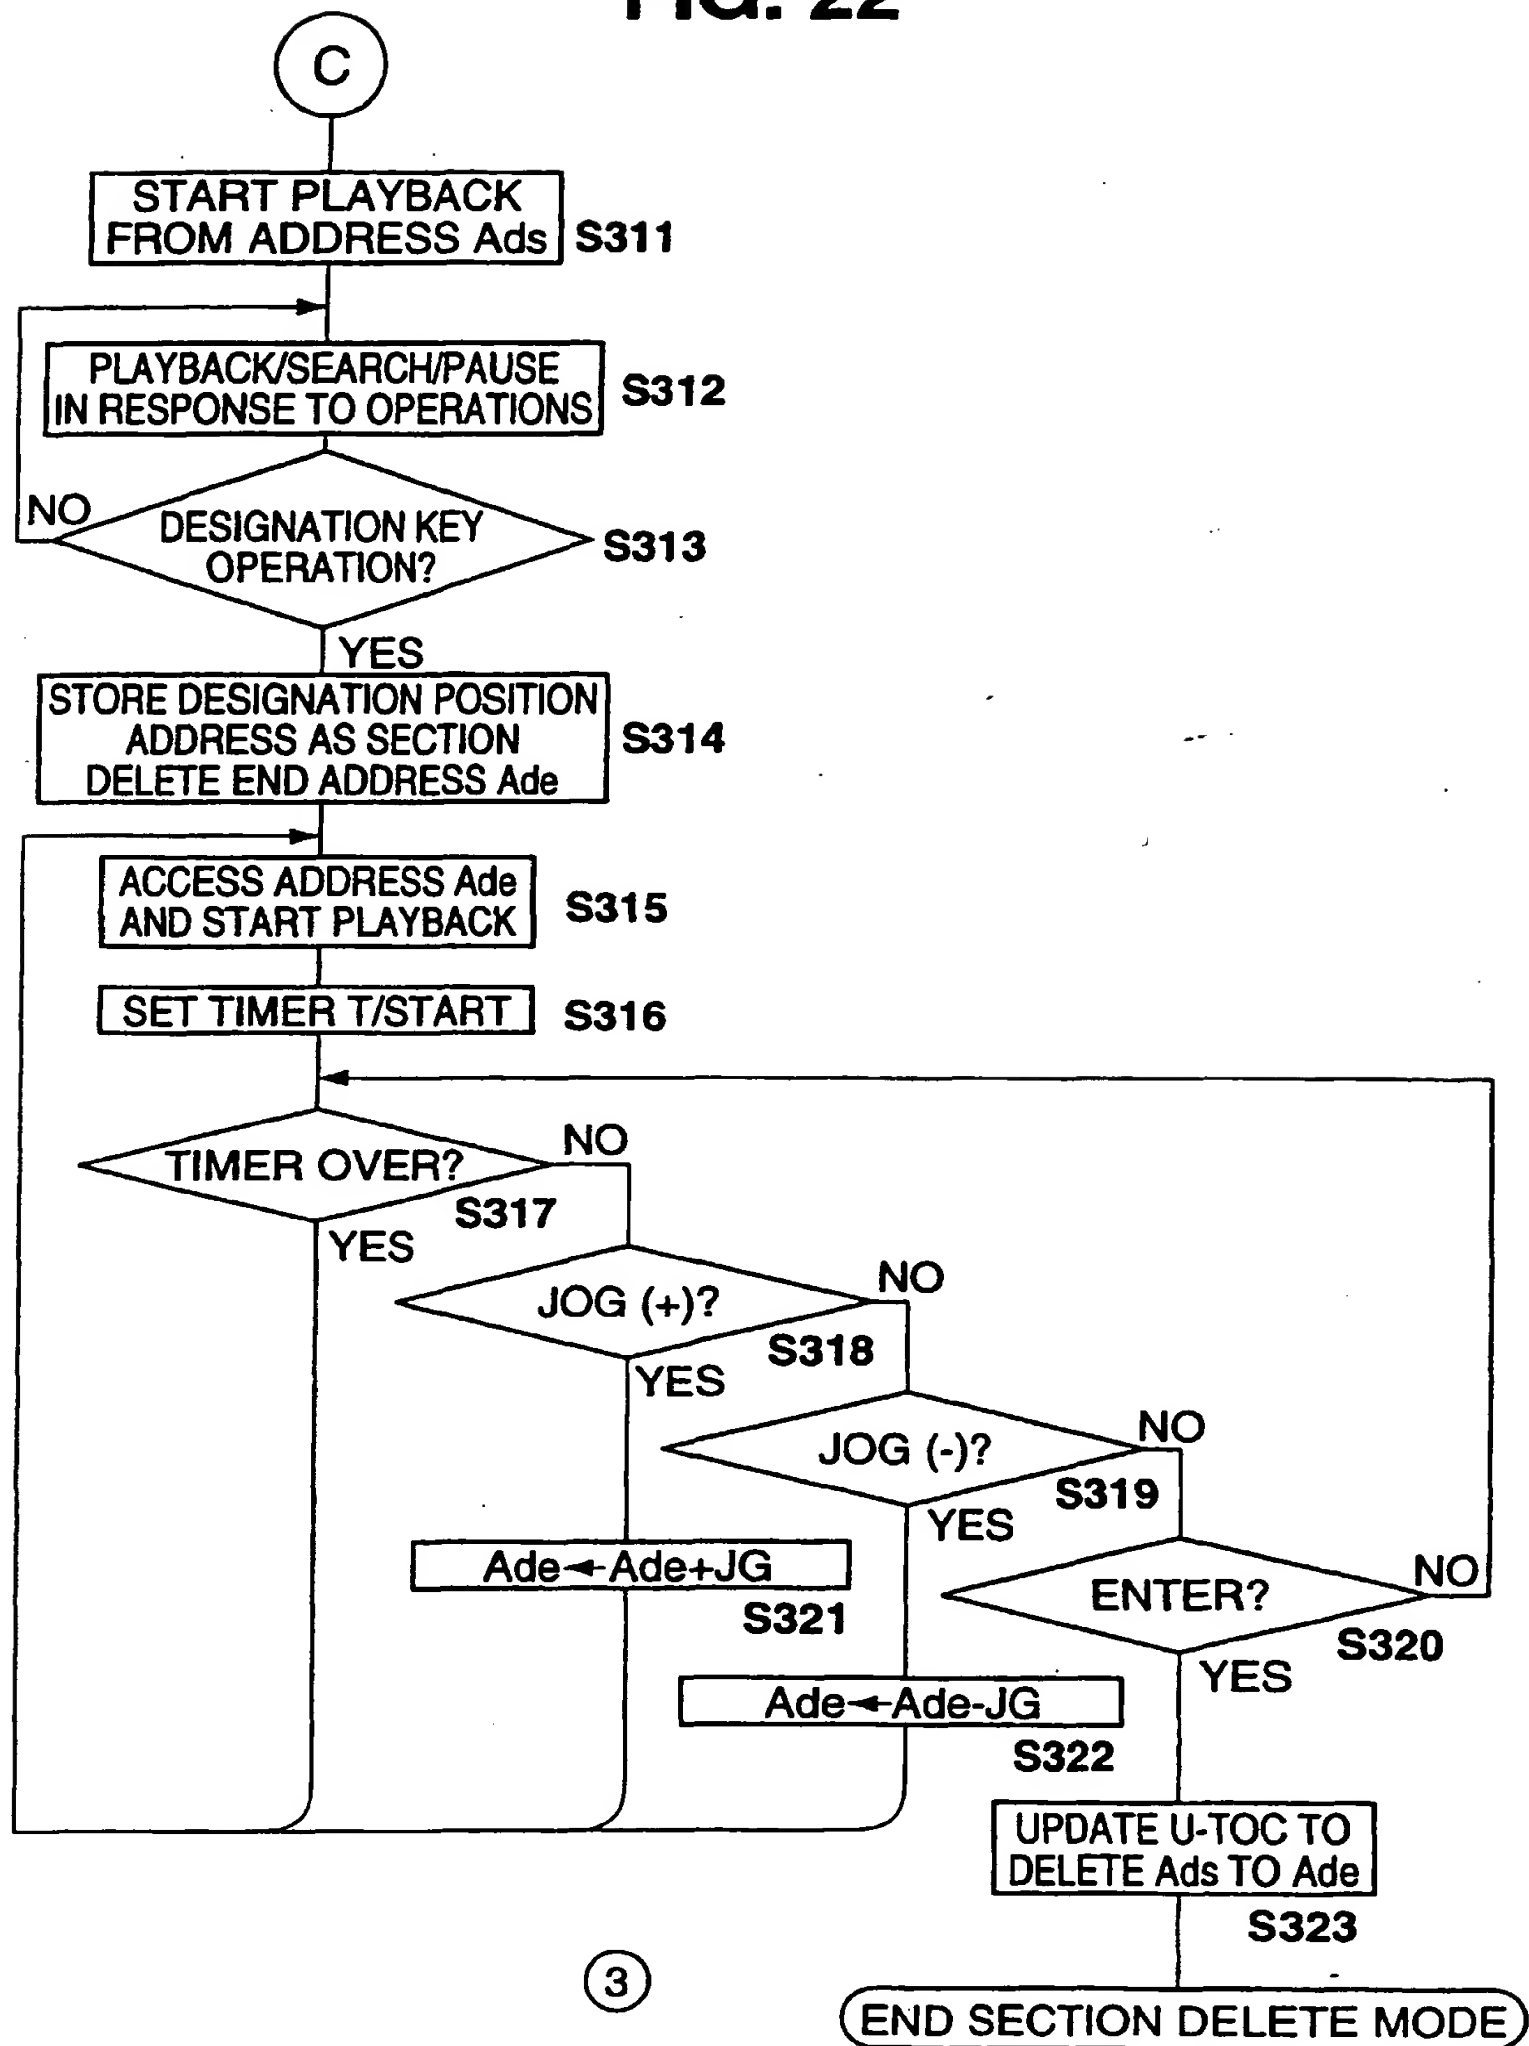 FIG. 22
C
START PLAYBACK
FROM ADDRESS Ads
S311
PLAYBACK/SEARCH/PAUSE
IN RESPONSE TO OPERATIONS
S312
NO
DESIGNATION KEY
OPERATION?
S313
YES
STORE DESIGNATION POSITION
ADDRESS AS SECTION
DELETE END ADDRESS Ade
S314
ACCESS ADDRESS Ade
AND START PLAYBACK
S315
SET TIMER T/START
S316
TIMER OVER?
NO
S317
YES
JOG (+)?
NO
S318
YES
JOG (-)?
NO
S319
YES
Ade←Ade+JG
S321
ENTER?
NO
S320
YES
Ade←Ade-JG
S322
UPDATE U-TOC TO
DELETE Ads TO Ade
S323
3
END SECTION DELETE MODE